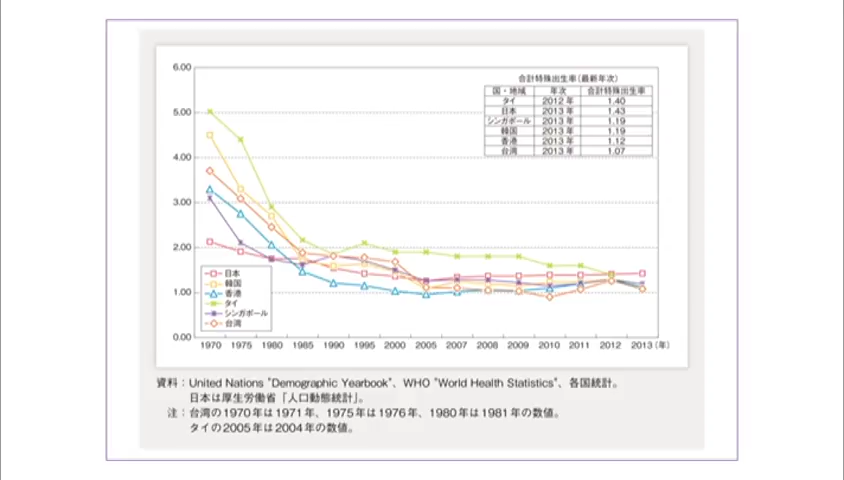 6.00
5.00
4.00
3.00
2.00
1.00
0.00
合計特殊出生率(最新年次)
国・地域 年次 合計特殊出生率
タイ 2012年 1.40
日本 2013年 1.43
シンガポール 2013年 1.19
韓国 2013年 1.19
香港 2013年 1.12
台湾 2013年 1.07
日本
韓国
香港
タイ
シンガポール
台湾
1970 1975 1980 1985 1990 1995 2000 2005 2007 2008 2009 2010 2011 2012 2013(年)
資料:United Nations "Demographic Yearbook"、WHO "World Health Statistics"、各国統計。
日本は厚生労働省「人口動態統計」。
注:台湾の1970年は1971年、1975年は1976年、1980年は1981年の数値。
タイの2005年は2004年の数値。